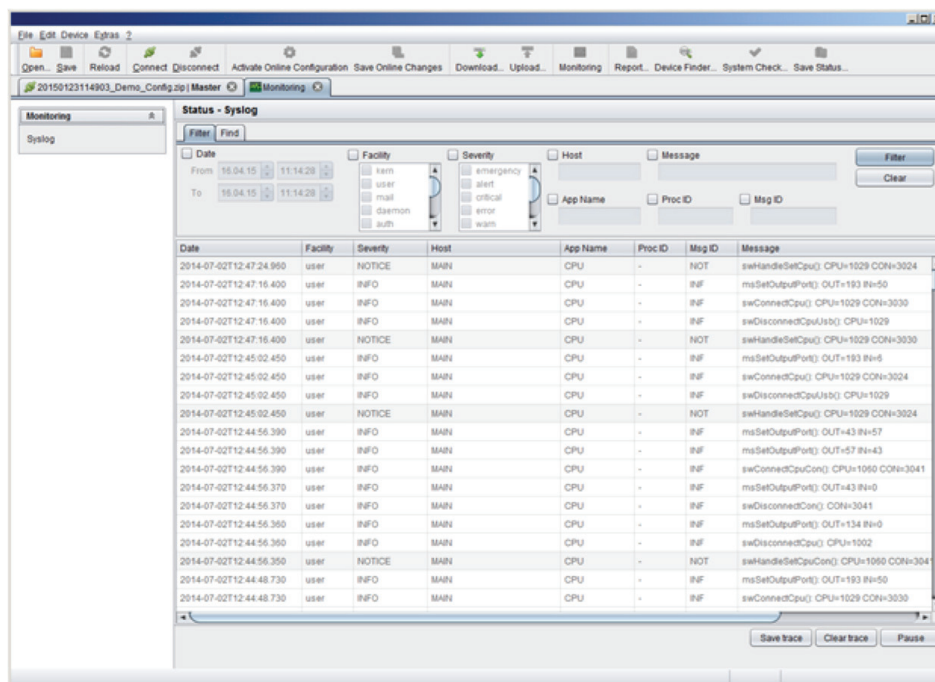 File Edit Device Extras ?
Open... Save Reload Connect Disconnect Activate Online Configuration Save Online Changes Download... Upload... Monitoring Report... Device Finder... System Check... Save Status...
20150123114903_Demo_Config.zip | Master Monitoring
Monitoring
Syslog
Status - Syslog
Filter Find
Date Facility Severity Host Message Filter
From 16.04.15 11:14:28 kern emergency
user alert Clear
To 16.04.15 11:14:28 mail critical App Name Proc ID Msg ID
daemon error
auth warn
Date Facility Severity Host App Name Proc ID Msg ID Message
2014-07-02T12:47:24.960 user NOTICE MAIN CPU - NOT swHandleSetCpu(): CPU=1029 CON=3024
2014-07-02T12:47:16.400 user INFO MAIN CPU - INF msSetOutputPort(): OUT=193 IN=50
2014-07-02T12:47:16.400 user INFO MAIN CPU - INF swConnectCpu(): CPU=1029 CON=3030
2014-07-02T12:47:16.400 user INFO MAIN CPU - INF swDisconnectCpuUsb(): CPU=1029
2014-07-02T12:47:16.400 user NOTICE MAIN CPU - NOT swHandleSetCpu(): CPU=1029 CON=3030
2014-07-02T12:45:02.450 user INFO MAIN CPU - INF msSetOutputPort(): OUT=193 IN=6
2014-07-02T12:45:02.450 user INFO MAIN CPU - INF swConnectCpu(): CPU=1029 CON=3024
2014-07-02T12:45:02.450 user INFO MAIN CPU - INF swDisconnectCpuUsb(): CPU=1029
2014-07-02T12:45:02.450 user NOTICE MAIN CPU - NOT swHandleSetCpu(): CPU=1029 CON=3024
2014-07-02T12:44:56.390 user INFO MAIN CPU - INF msSetOutputPort(): OUT=43 IN=57
2014-07-02T12:44:56.390 user INFO MAIN CPU - INF msSetOutputPort(): OUT=57 IN=43
2014-07-02T12:44:56.390 user INFO MAIN CPU - INF swConnectCpuCon(): CPU=1060 CON=3041
2014-07-02T12:44:56.370 user INFO MAIN CPU - INF msSetOutputPort(): OUT=43 IN=0
2014-07-02T12:44:56.370 user INFO MAIN CPU - INF swDisconnectCon(): CON=3041
2014-07-02T12:44:56.360 user INFO MAIN CPU - INF msSetOutputPort(): OUT=134 IN=0
2014-07-02T12:44:56.360 user INFO MAIN CPU - INF swDisconnectCpu(): CPU=1002
2014-07-02T12:44:56.350 user NOTICE MAIN CPU - NOT swHandleSetCpuCon(): CPU=1060 CON=3041
2014-07-02T12:44:48.730 user INFO MAIN CPU - INF msSetOutputPort(): OUT=193 IN=50
2014-07-02T12:44:48.730 user INFO MAIN CPU - INF swConnectCpu(): CPU=1029 CON=3030
Save trace Clear trace Pause